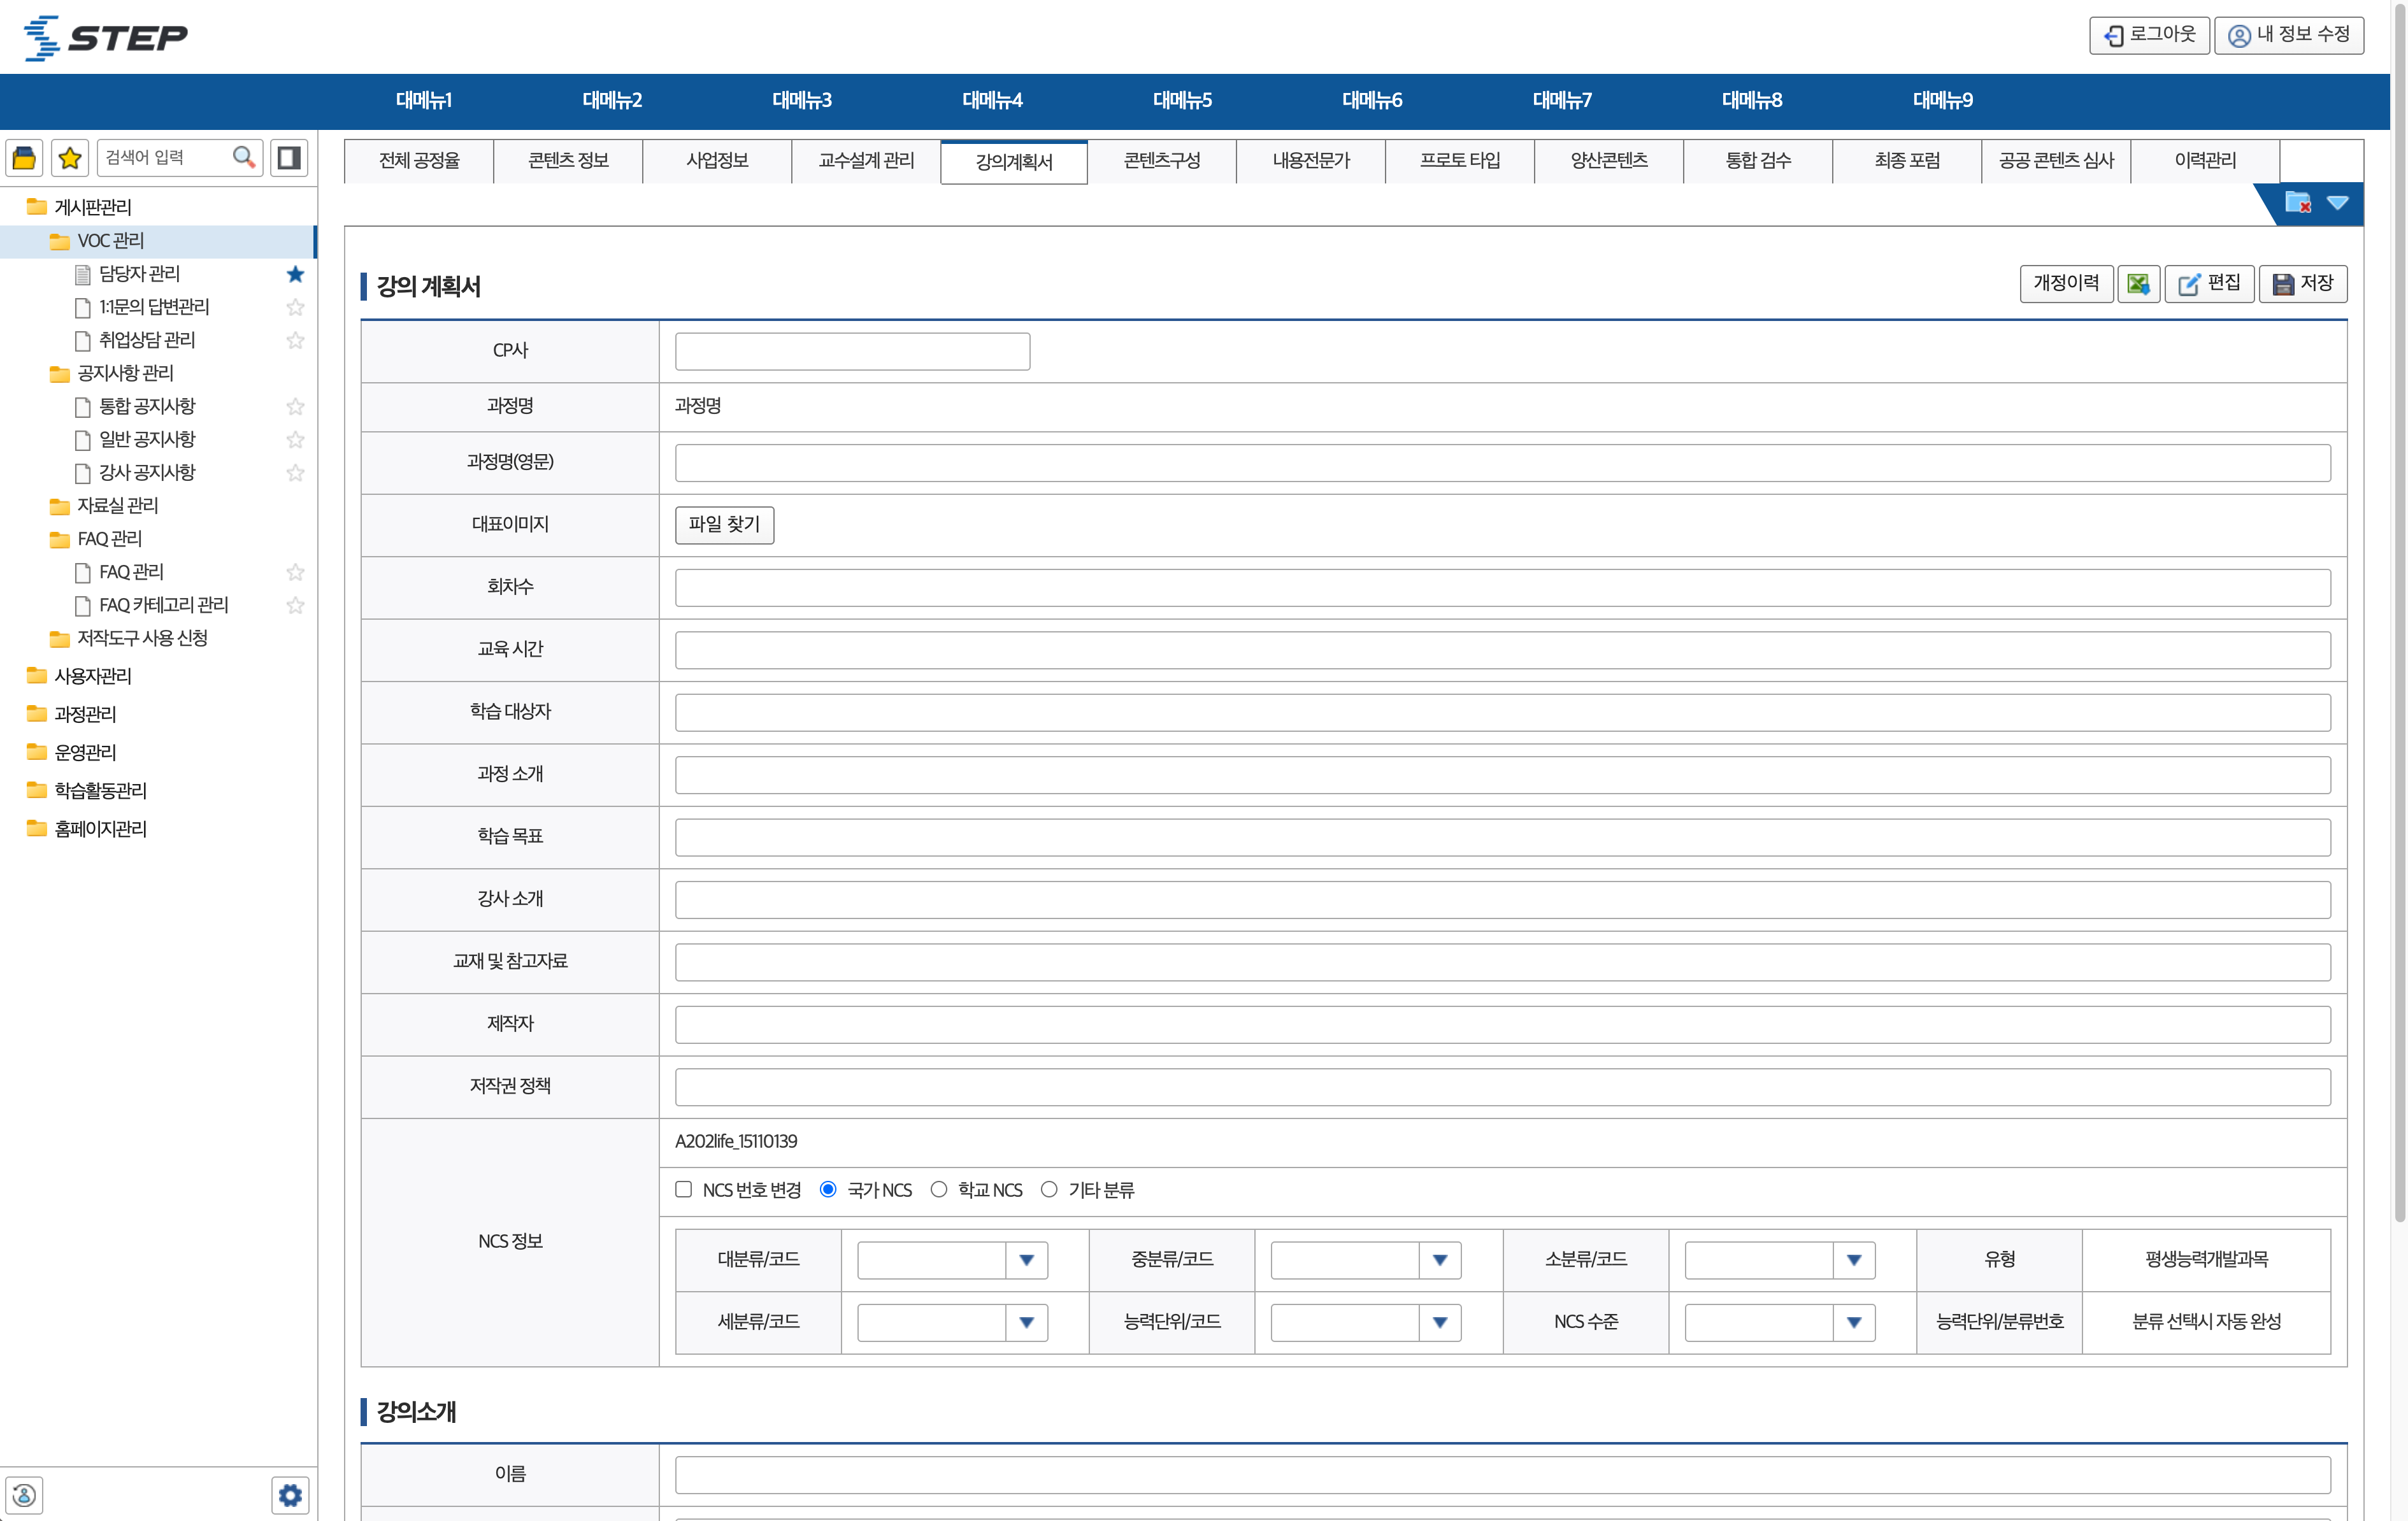 STEP
로그아웃 내 정보 수정
대메뉴1 대메뉴2 대메뉴3 대메뉴4 대메뉴5 대메뉴6 대메뉴7 대메뉴8 대메뉴9
검색어 입력
게시판관리
VOC 관리
담당자 관리
1:1문의 답변관리
취업상담 관리
공지사항 관리
통합 공지사항
일반 공지사항
강사 공지사항
자료실 관리
FAQ 관리
FAQ 관리
FAQ 카테고리 관리
저작도구 사용 신청
사용자관리
과정관리
운영관리
학습활동관리
홈페이지관리
전체 공정율 콘텐츠 정보 사업정보 교수설계 관리 강의계획서 콘텐츠구성 내용전문가 프로토 타입 양산콘텐츠 통합 검수 최종 포럼 공공 콘텐츠 심사 이력관리
강의 계획서
개정이력 편집 저장
CP사
과정명 과정명
과정명(영문)
대표이미지 파일 찾기
회차수
교육 시간
학습 대상자
과정 소개
학습 목표
강사 소개
교재 및 참고자료
제작자
저작권 정책
NCS 정보
A202life_15110139
NCS 번호 변경 국가 NCS 학교 NCS 기타 분류
대분류/코드 중분류/코드 소분류/코드 유형 평생능력개발과목
세분류/코드 능력단위/코드 NCS 수준 능력단위/분류번호 분류 선택시 자동 완성
강의소개
이름